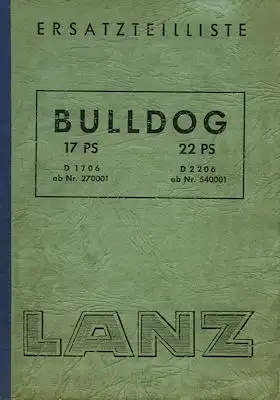 ERSATZTEILLISTE
BULLDOG
17 PS 22 PS
D 1706 D 2206
ab Nr. 270001 ab Nr. 540001
LANZ